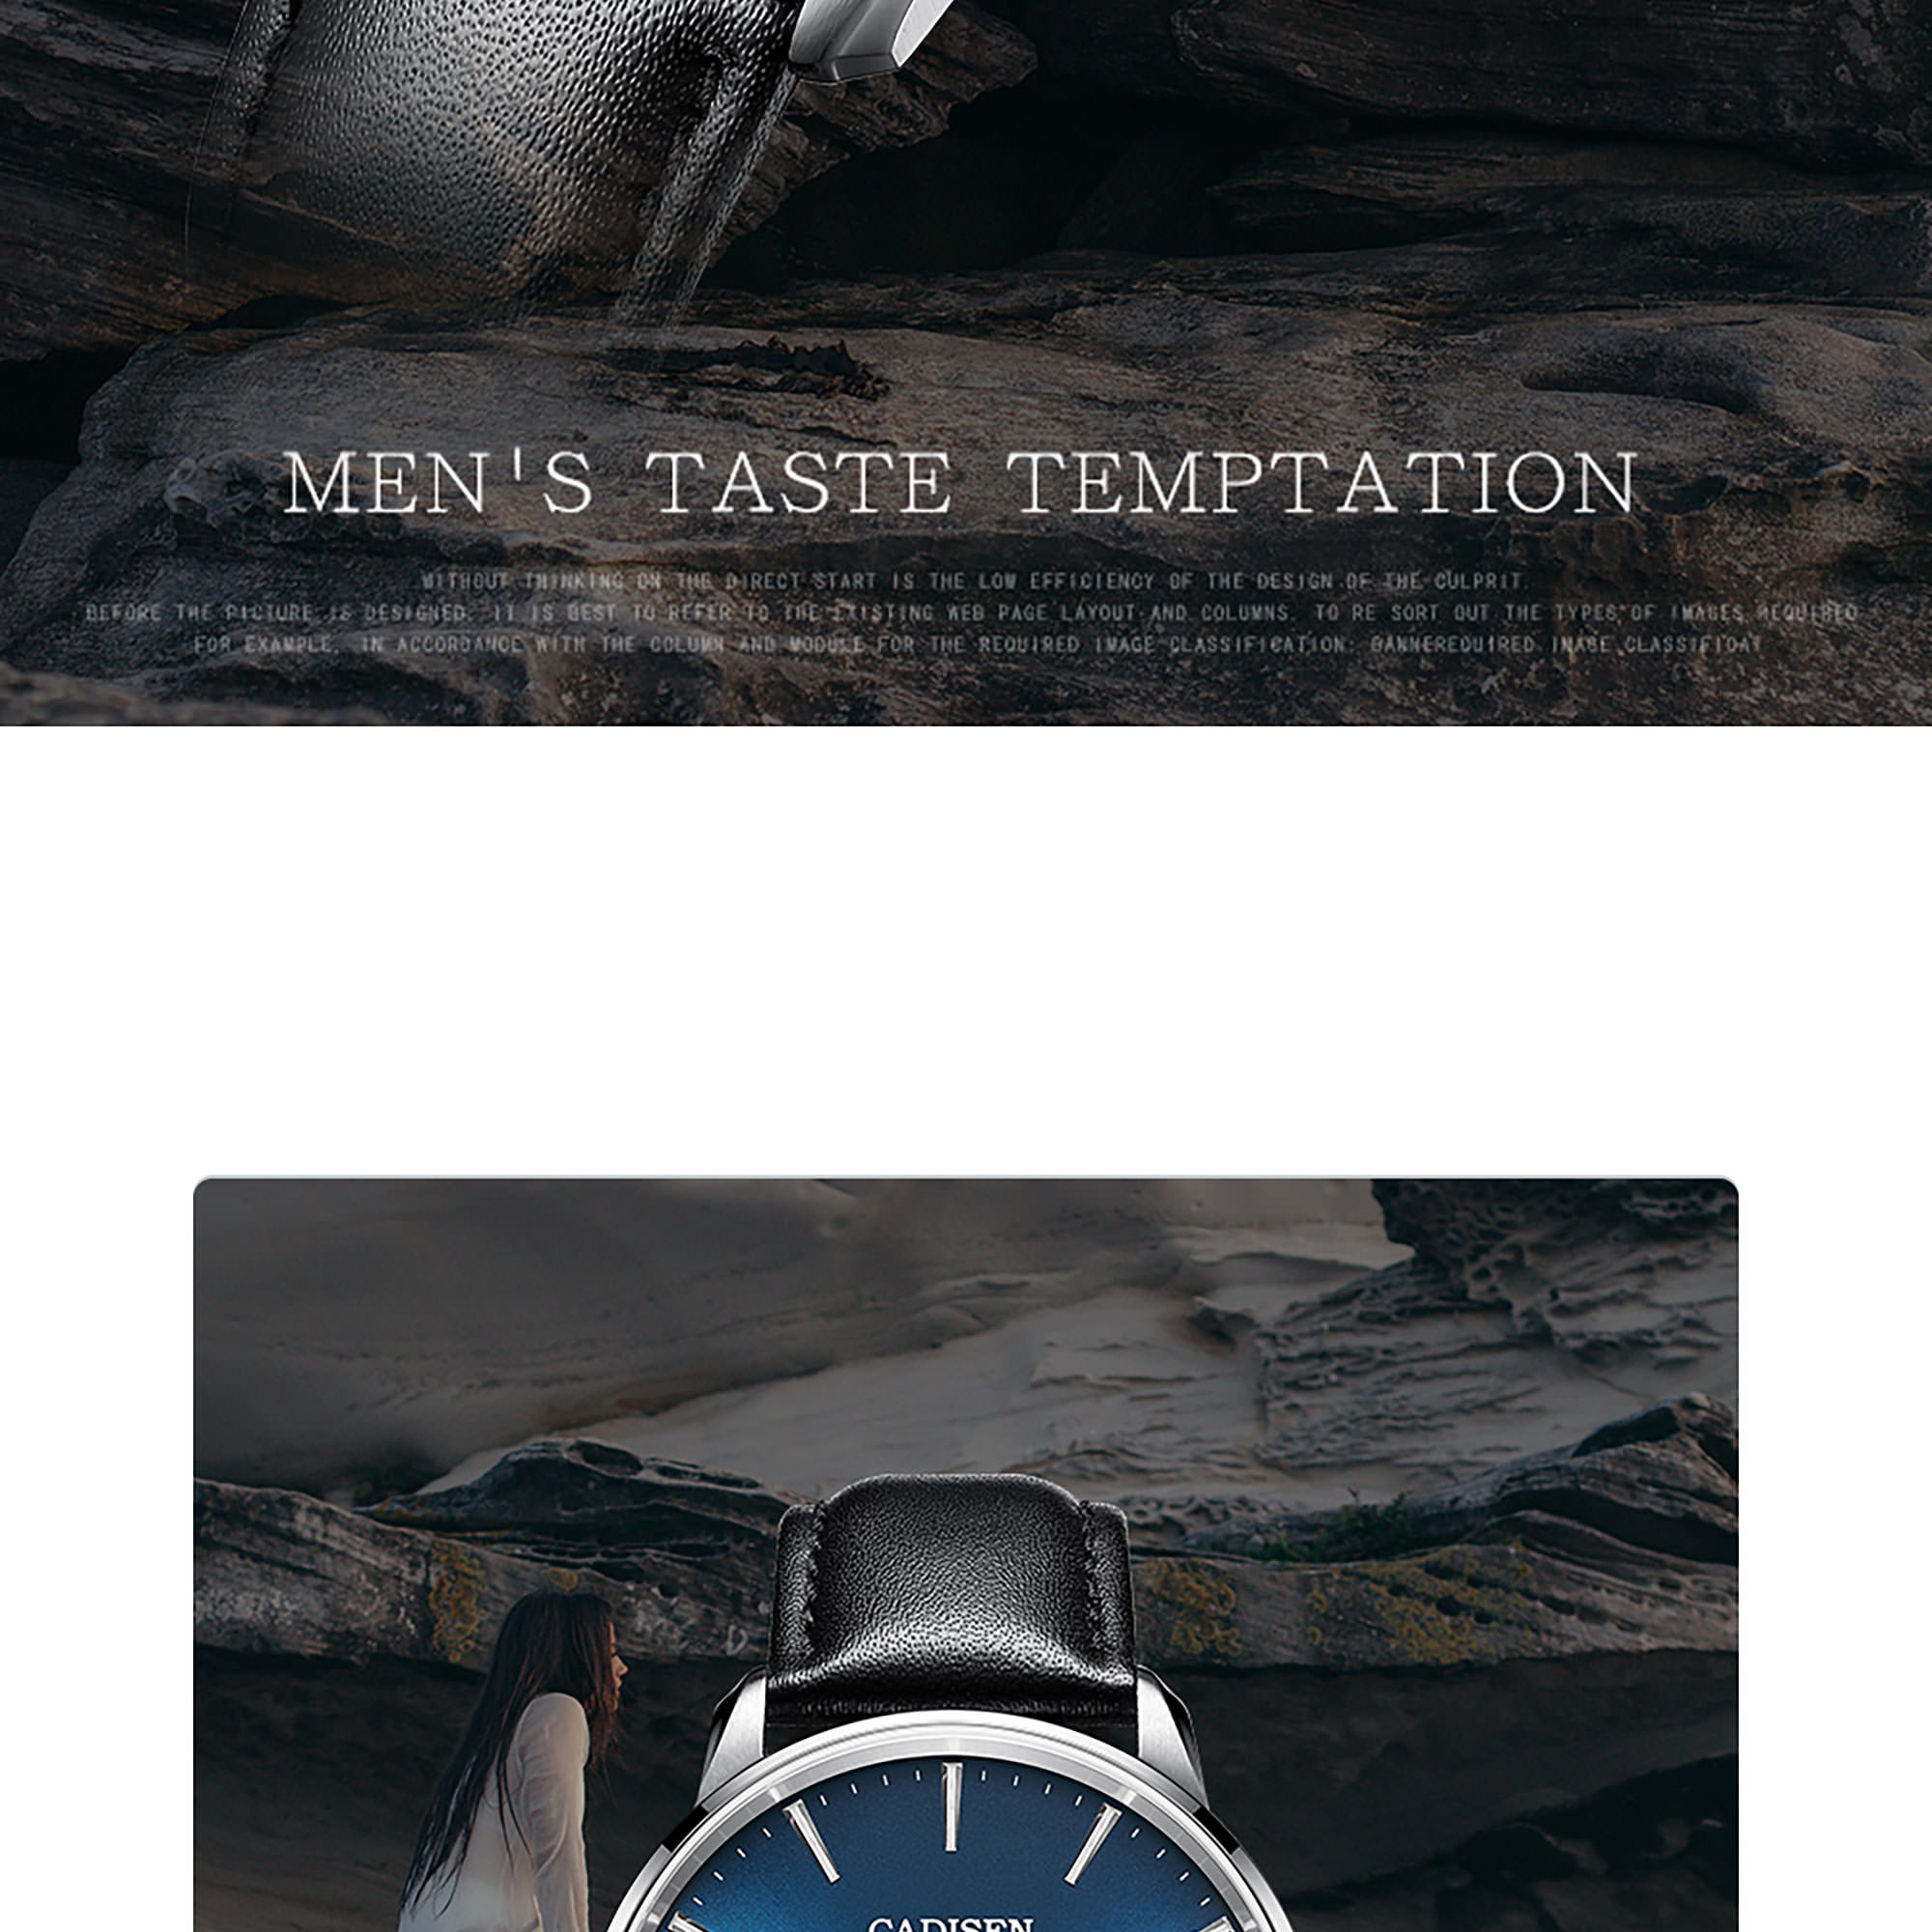 MEN'S TASTE TEMPTATION
WITHOUT THINKING ON THE DIRECT START IS THE LOW EFFICIENCY OF THE DESIGN OF THE CULPRIT.
BEFORE THE PICTURE IS DESIGNED. IT IS BEST TO REFER TO THE EXISTING WEB PAGE LAYOUT AND COLUMNS. TO RE SORT OUT THE TYPES OF IMAGES REQUIRED
FOR EXAMPLE, IN ACCORDANCE WITH THE COLUMN AND MODULE FOR THE REQUIRED IMAGE CLASSIFICATION: BANNEREQUIRED IMAGE CLASSIFIDAT
CADISEN